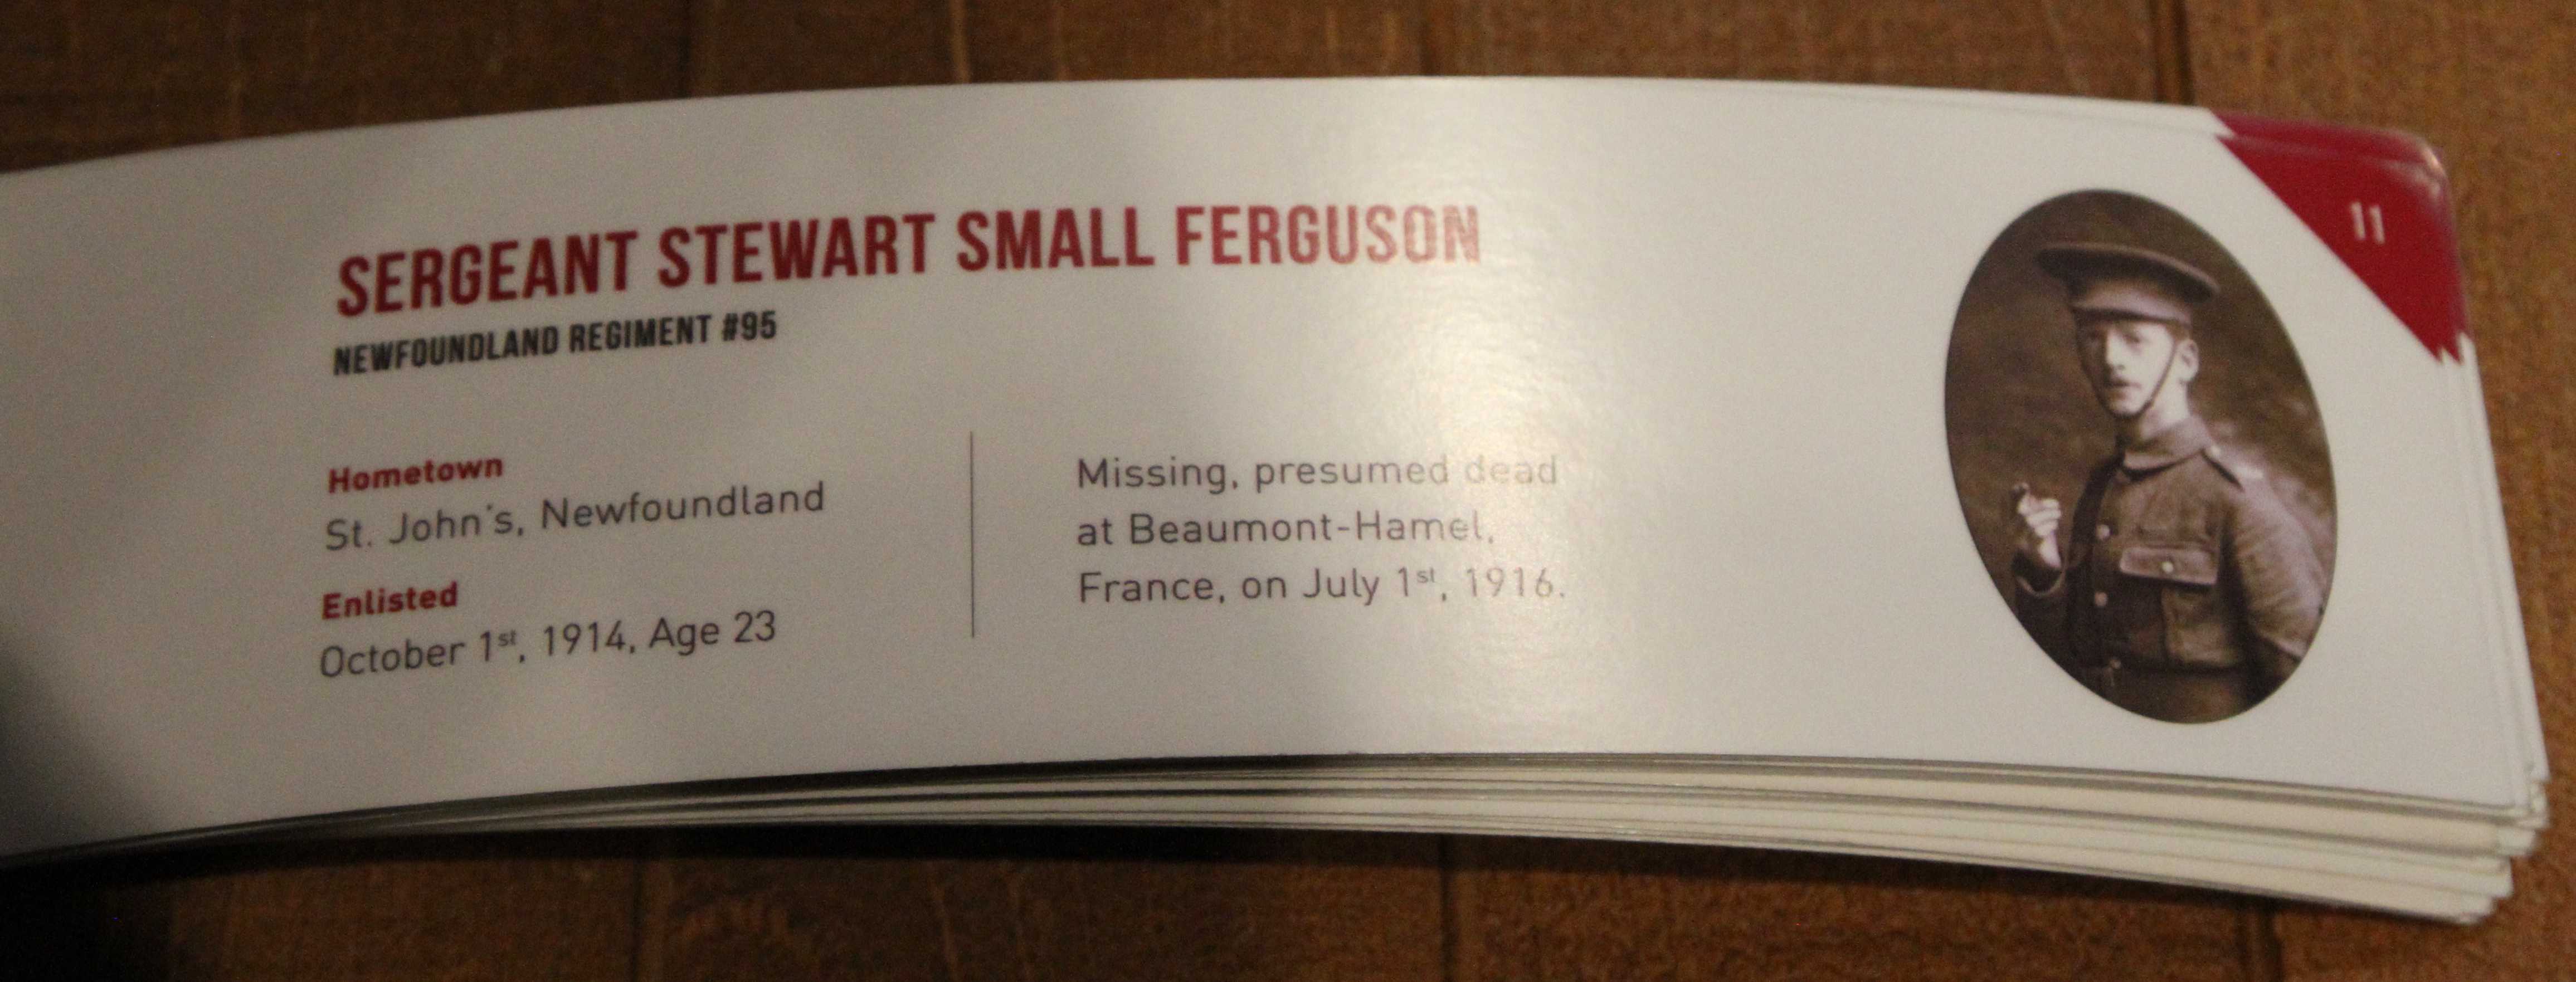 SERGEANT STEWART SMALL FERGUSON
NEWFOUNDLAND REGIMENT #95
Hometown
St. John's, Newfoundland
Enlisted
October 1st, 1914, Age 23
Missing, presumed dead
at Beaumont-Hamel,
France, on July 1st, 1916.
11